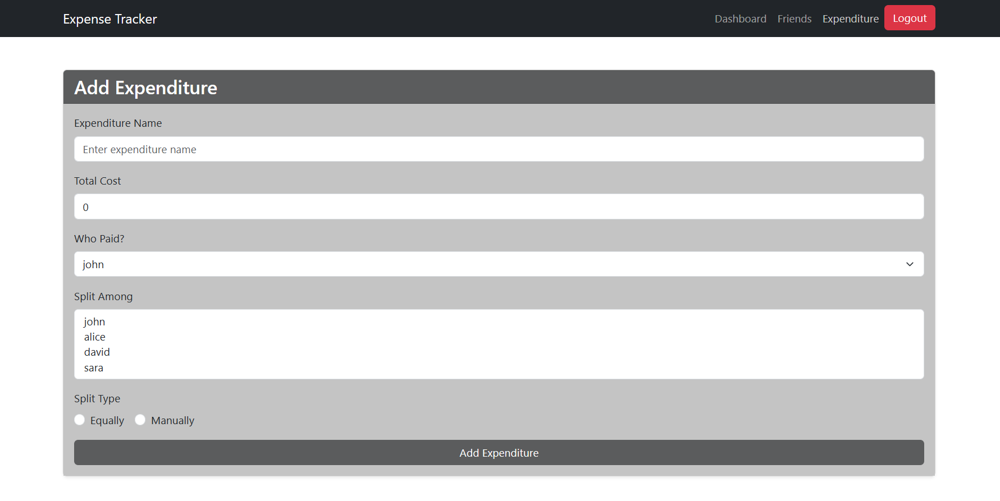 Expense Tracker Dashboard Friends Expenditure Logout
Add Expenditure
Expenditure Name
Enter expenditure name
Total Cost
0
Who Paid?
john
Split Among
john
alice
david
sara
Split Type
Equally Manually
Add Expenditure